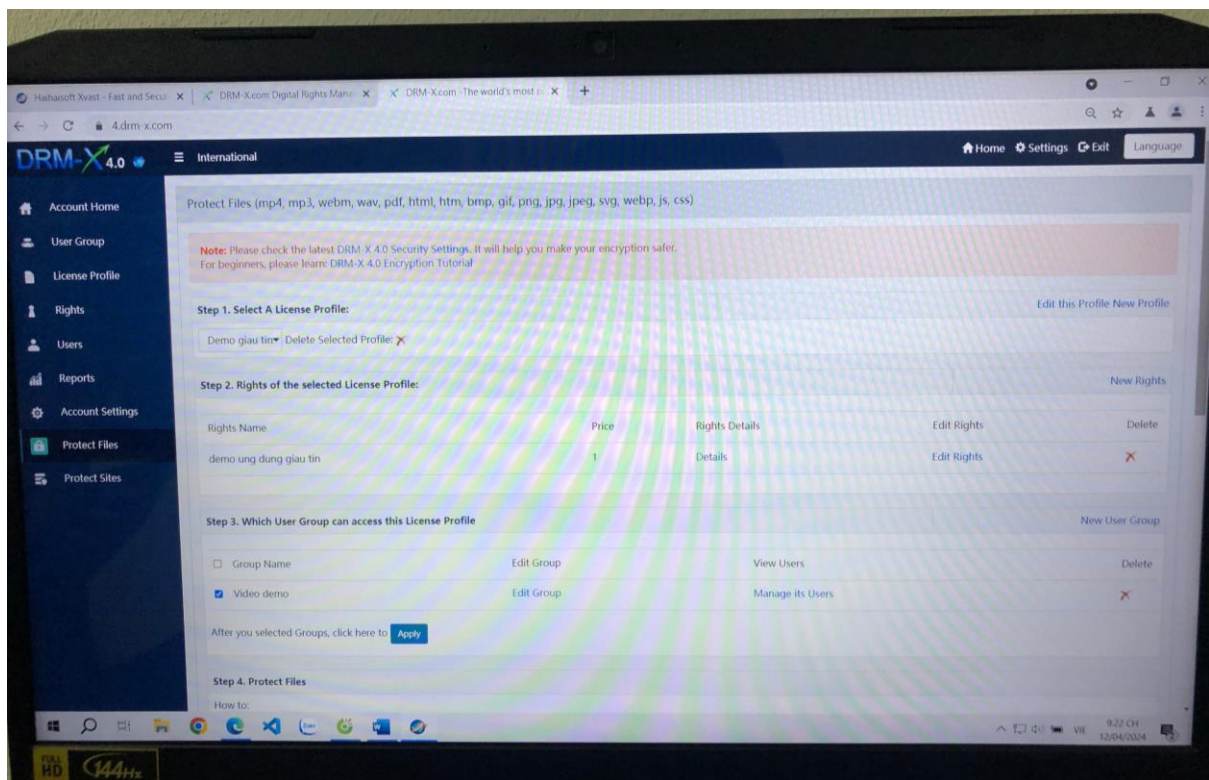 Haihaisoft Xvast - Fast and Secu
DRM-X.com Digital Rights Mana
DRM-X.com -The world's most
4.drm-x.com
DRM-X 4.0
International
Home Settings Exit Language
Account Home
User Group
License Profile
Rights
Users
Reports
Account Settings
Protect Files
Protect Sites
Protect Files (mp4, mp3, webm, wav, pdf, html, htm, bmp, gif, png, jpg, jpeg, svg, webp, js, css)
Note: Please check the latest DRM-X 4.0 Security Settings. It will help you make your encryption safer.
For beginners, please learn: DRM-X 4.0 Encryption Tutorial
Step 1. Select A License Profile: Edit this Profile New Profile
Demo giau tin Delete Selected Profile:
Step 2. Rights of the selected License Profile: New Rights
Rights Name Price Rights Details Edit Rights Delete
demo ung dung giau tin 1 Details Edit Rights
Step 3. Which User Group can access this License Profile New User Group
Group Name Edit Group View Users Delete
Video demo Edit Group Manage its Users
After you selected Groups, click here to Apply
Step 4. Protect Files
How to:
VIE
9:22 CH
12/04/2024
FULL HD
144Hz